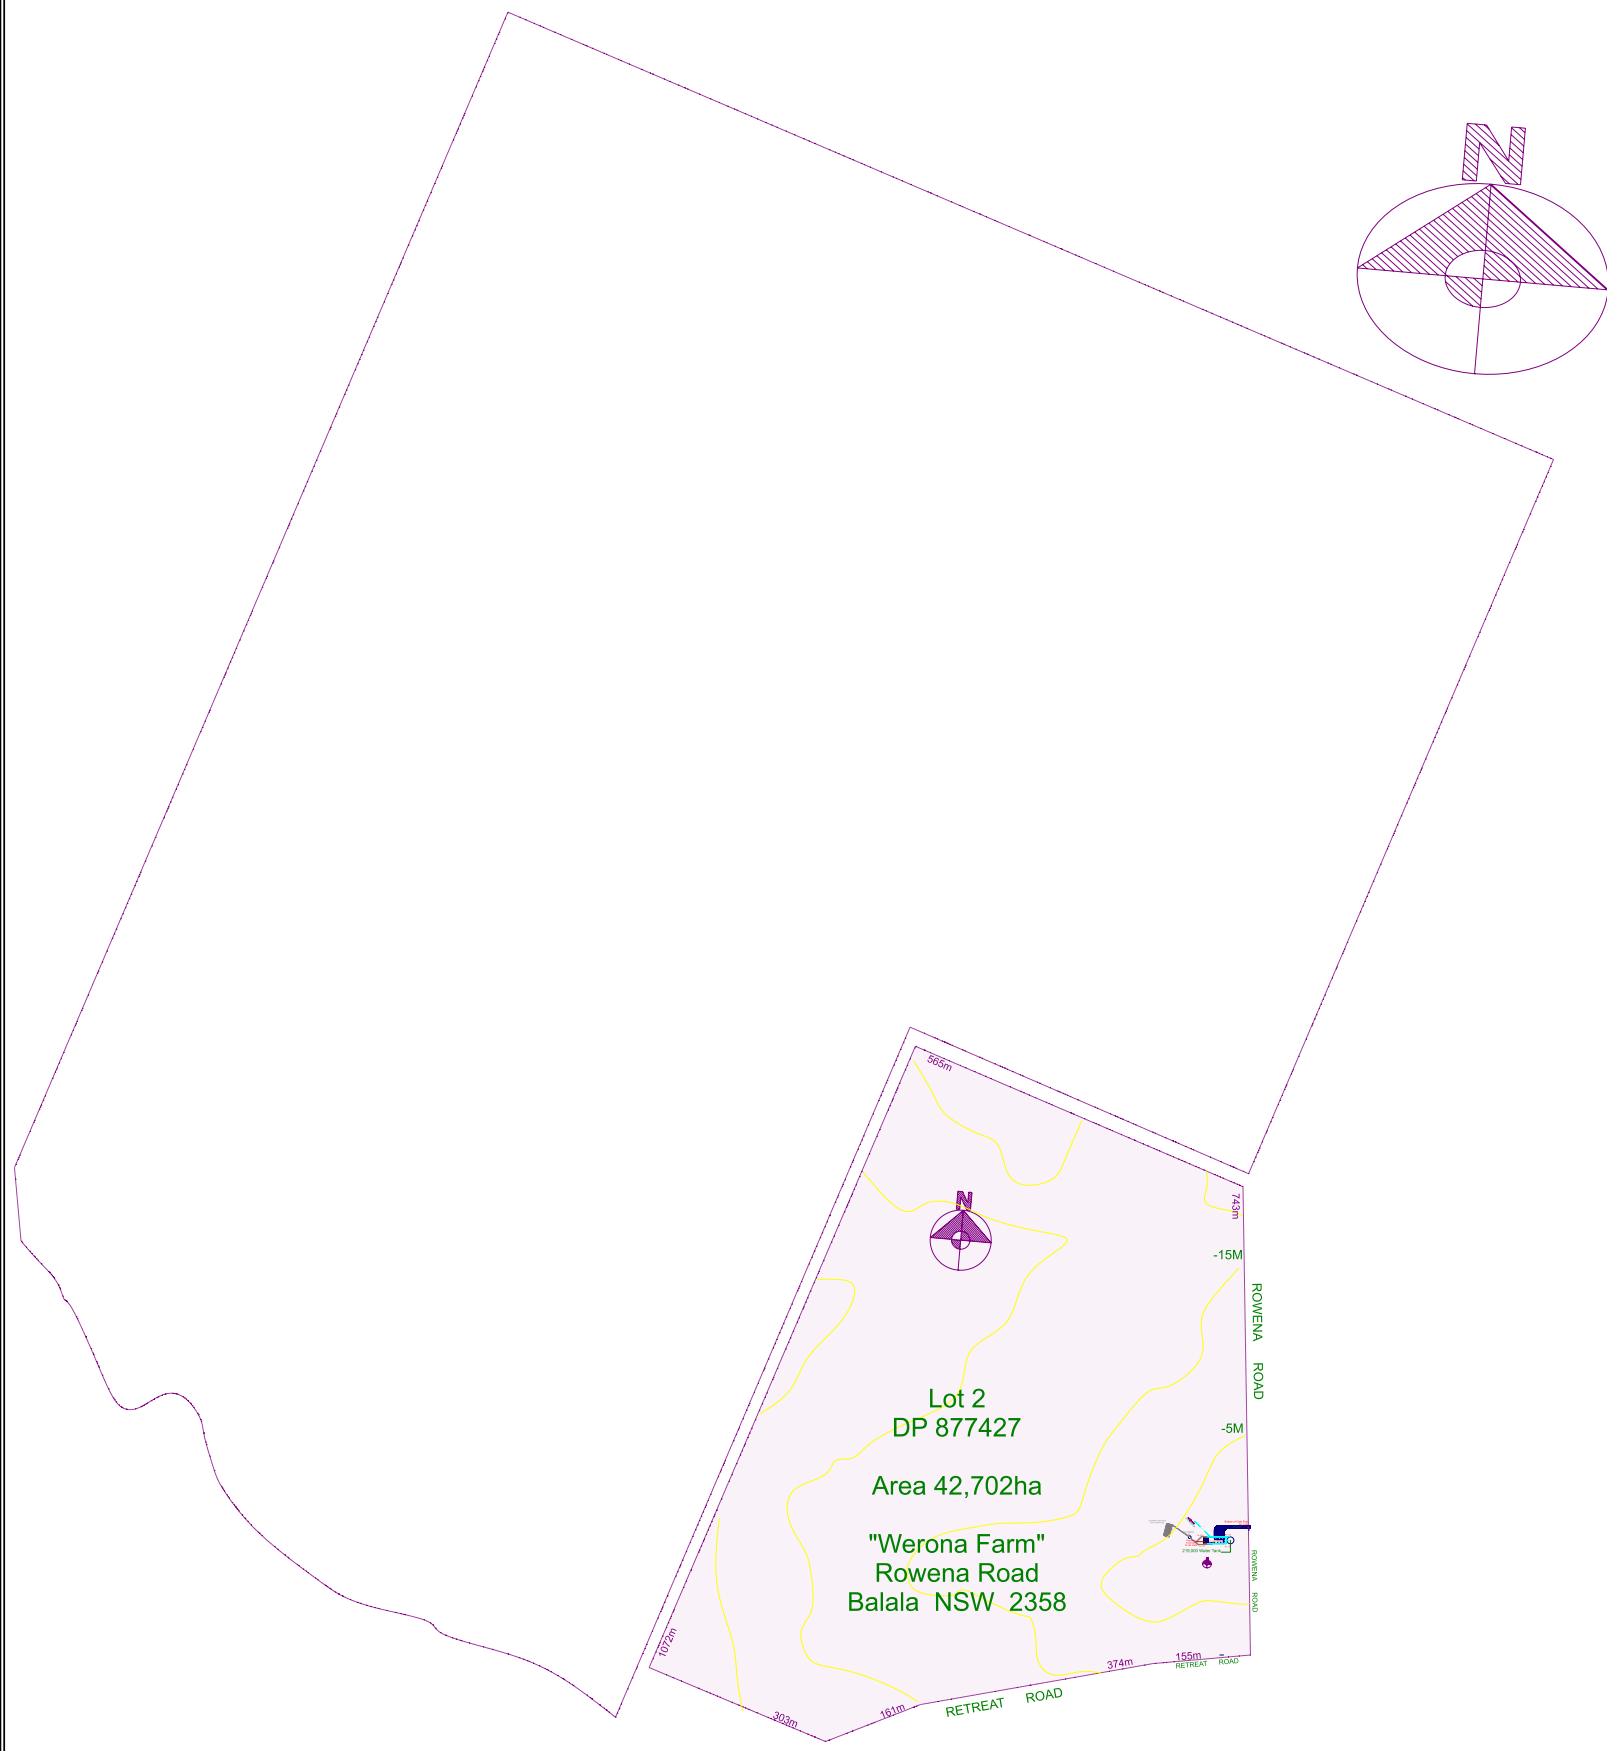 N
565m
743m
N
-15M
ROWENA ROAD
Lot 2
DP 877427
-5M
Area 42,702ha
"Werona Farm"
Rowena Road
Balala NSW 2358
ROWENA ROAD
1072m
374m
155m
RETREAT ROAD
161m
RETREAT ROAD
303m